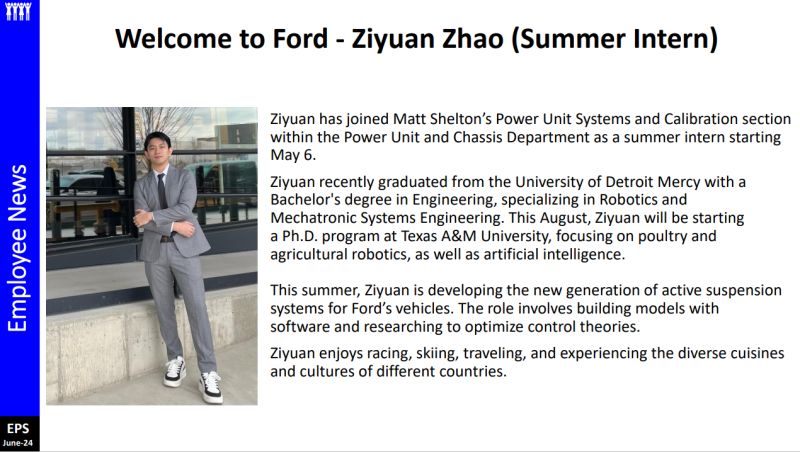 Welcome to Ford - Ziyuan Zhao (Summer Intern)
Ziyuan has joined Matt Shelton’s Power Unit Systems and Calibration section
within the Power Unit and Chassis Department as a summer intern starting
May 6.
Ziyuan recently graduated from the University of Detroit Mercy with a
Bachelor's degree in Engineering, specializing in Robotics and
Mechatronic Systems Engineering. This August, Ziyuan will be starting
a Ph.D. program at Texas A&M University, focusing on poultry and
agricultural robotics, as well as artificial intelligence.
This summer, Ziyuan is developing the new generation of active suspension
systems for Ford’s vehicles. The role involves building models with
software and researching to optimize control theories.
Ziyuan enjoys racing, skiing, traveling, and experiencing the diverse cuisines
and cultures of different countries.
Employee News
EPS
June-24